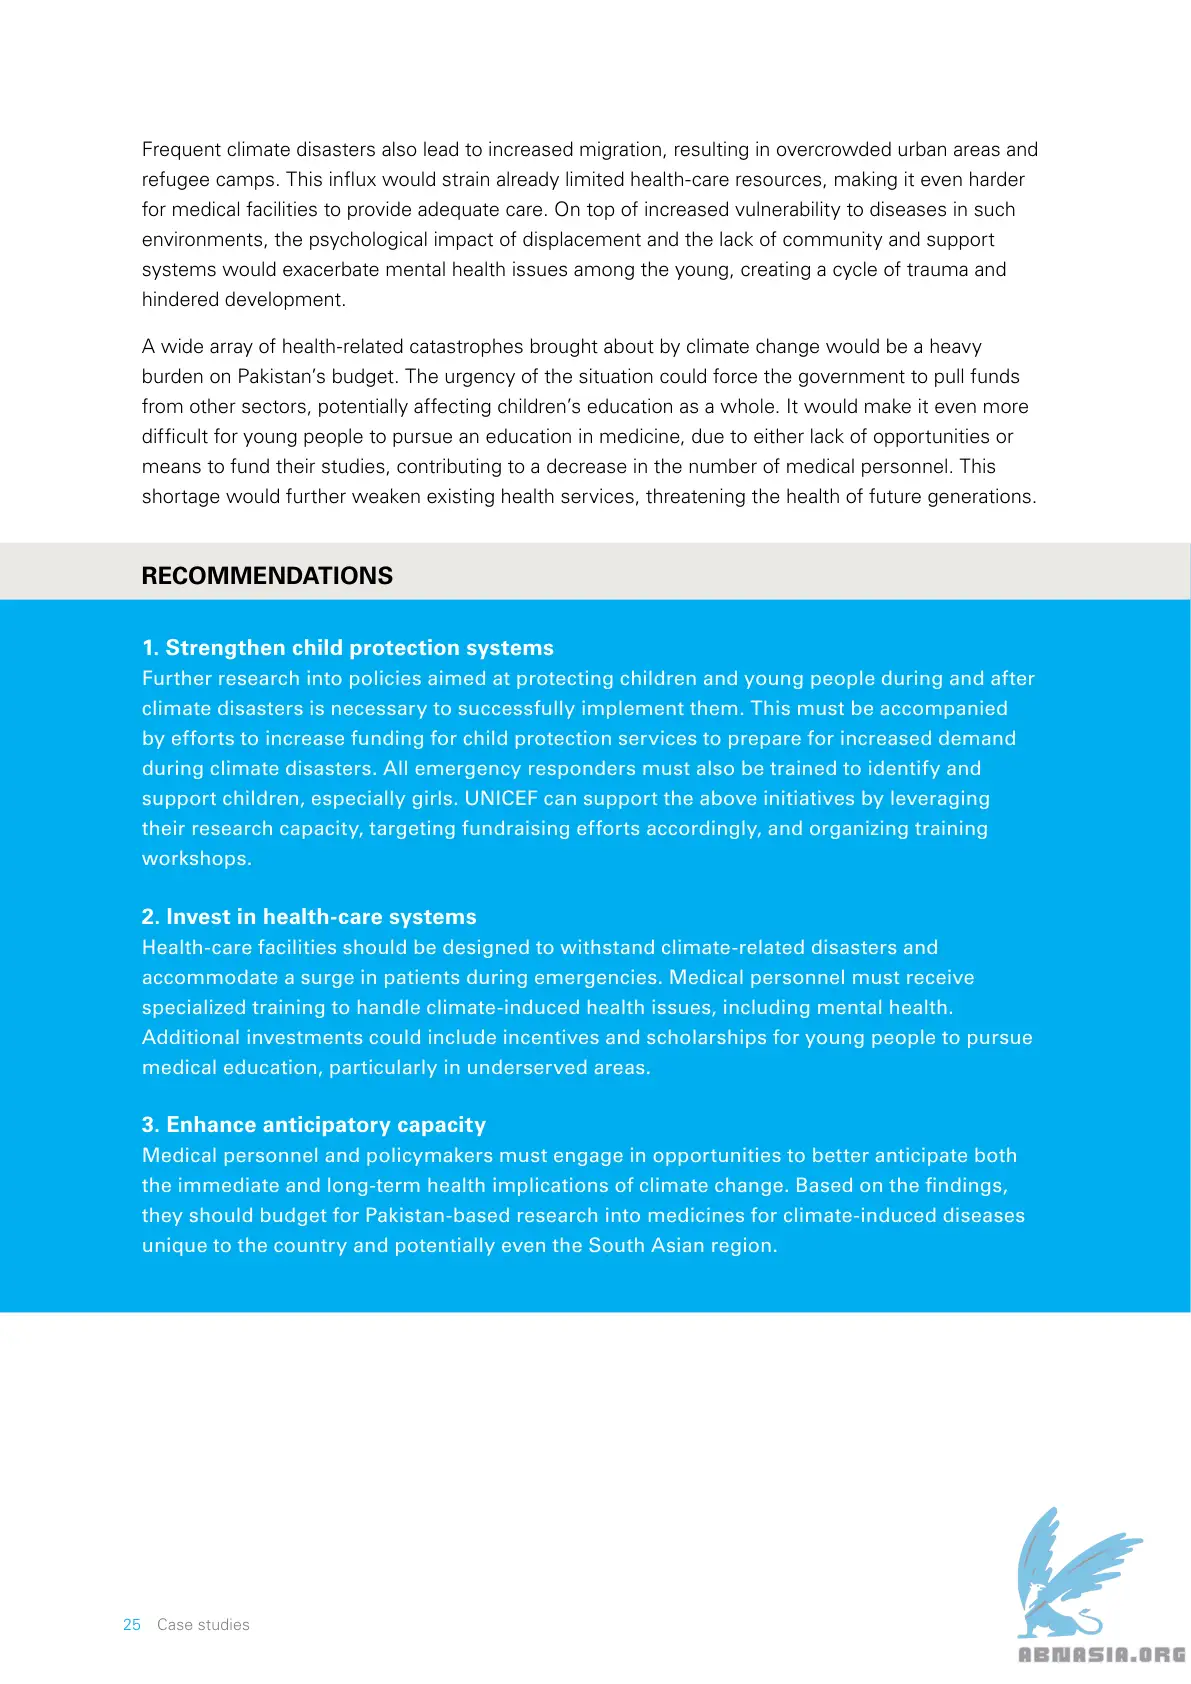 Frequent climate disasters also lead to increased migration, resulting in overcrowded urban areas and
refugee camps. This influx would strain already limited health-care resources, making it even harder
for medical facilities to provide adequate care. On top of increased vulnerability to diseases in such
environments, the psychological impact of displacement and the lack of community and support
systems would exacerbate mental health issues among the young, creating a cycle of trauma and
hindered development.
A wide array of health-related catastrophes brought about by climate change would be a heavy
burden on Pakistan’s budget. The urgency of the situation could force the government to pull funds
from other sectors, potentially affecting children’s education as a whole. It would make it even more
difficult for young people to pursue an education in medicine, due to either lack of opportunities or
means to fund their studies, contributing to a decrease in the number of medical personnel. This
shortage would further weaken existing health services, threatening the health of future generations.
RECOMMENDATIONS
1. Strengthen child protection systems
Further research into policies aimed at protecting children and young people during and after
climate disasters is necessary to successfully implement them. This must be accompanied
by efforts to increase funding for child protection services to prepare for increased demand
during climate disasters. All emergency responders must also be trained to identify and
support children, especially girls. UNICEF can support the above initiatives by leveraging
their research capacity, targeting fundraising efforts accordingly, and organizing training
workshops.
2. Invest in health-care systems
Health-care facilities should be designed to withstand climate-related disasters and
accommodate a surge in patients during emergencies. Medical personnel must receive
specialized training to handle climate-induced health issues, including mental health.
Additional investments could include incentives and scholarships for young people to pursue
medical education, particularly in underserved areas.
3. Enhance anticipatory capacity
Medical personnel and policymakers must engage in opportunities to better anticipate both
the immediate and long-term health implications of climate change. Based on the findings,
they should budget for Pakistan-based research into medicines for climate-induced diseases
unique to the country and potentially even the South Asian region.
25 Case studies
ABNASIA.ORG